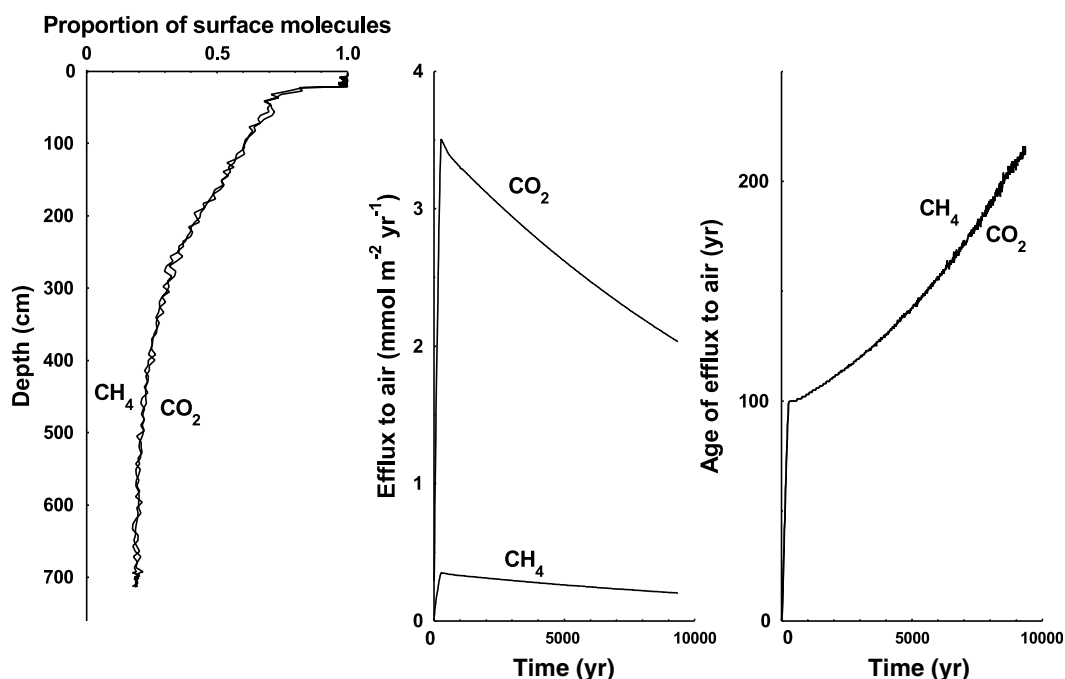 Proportion of surface molecules
0 0.5 1.0
Depth (cm)
0
100
200
300
400
500
600
700
CH4
CO2
Efflux to air (mmol m-2 yr-1)
4
3
2
1
0
CO2
CH4
0 5000 10000
Time (yr)
Age of efflux to air (yr)
200
100
0
CH4
CO2
0 5000 10000
Time (yr)